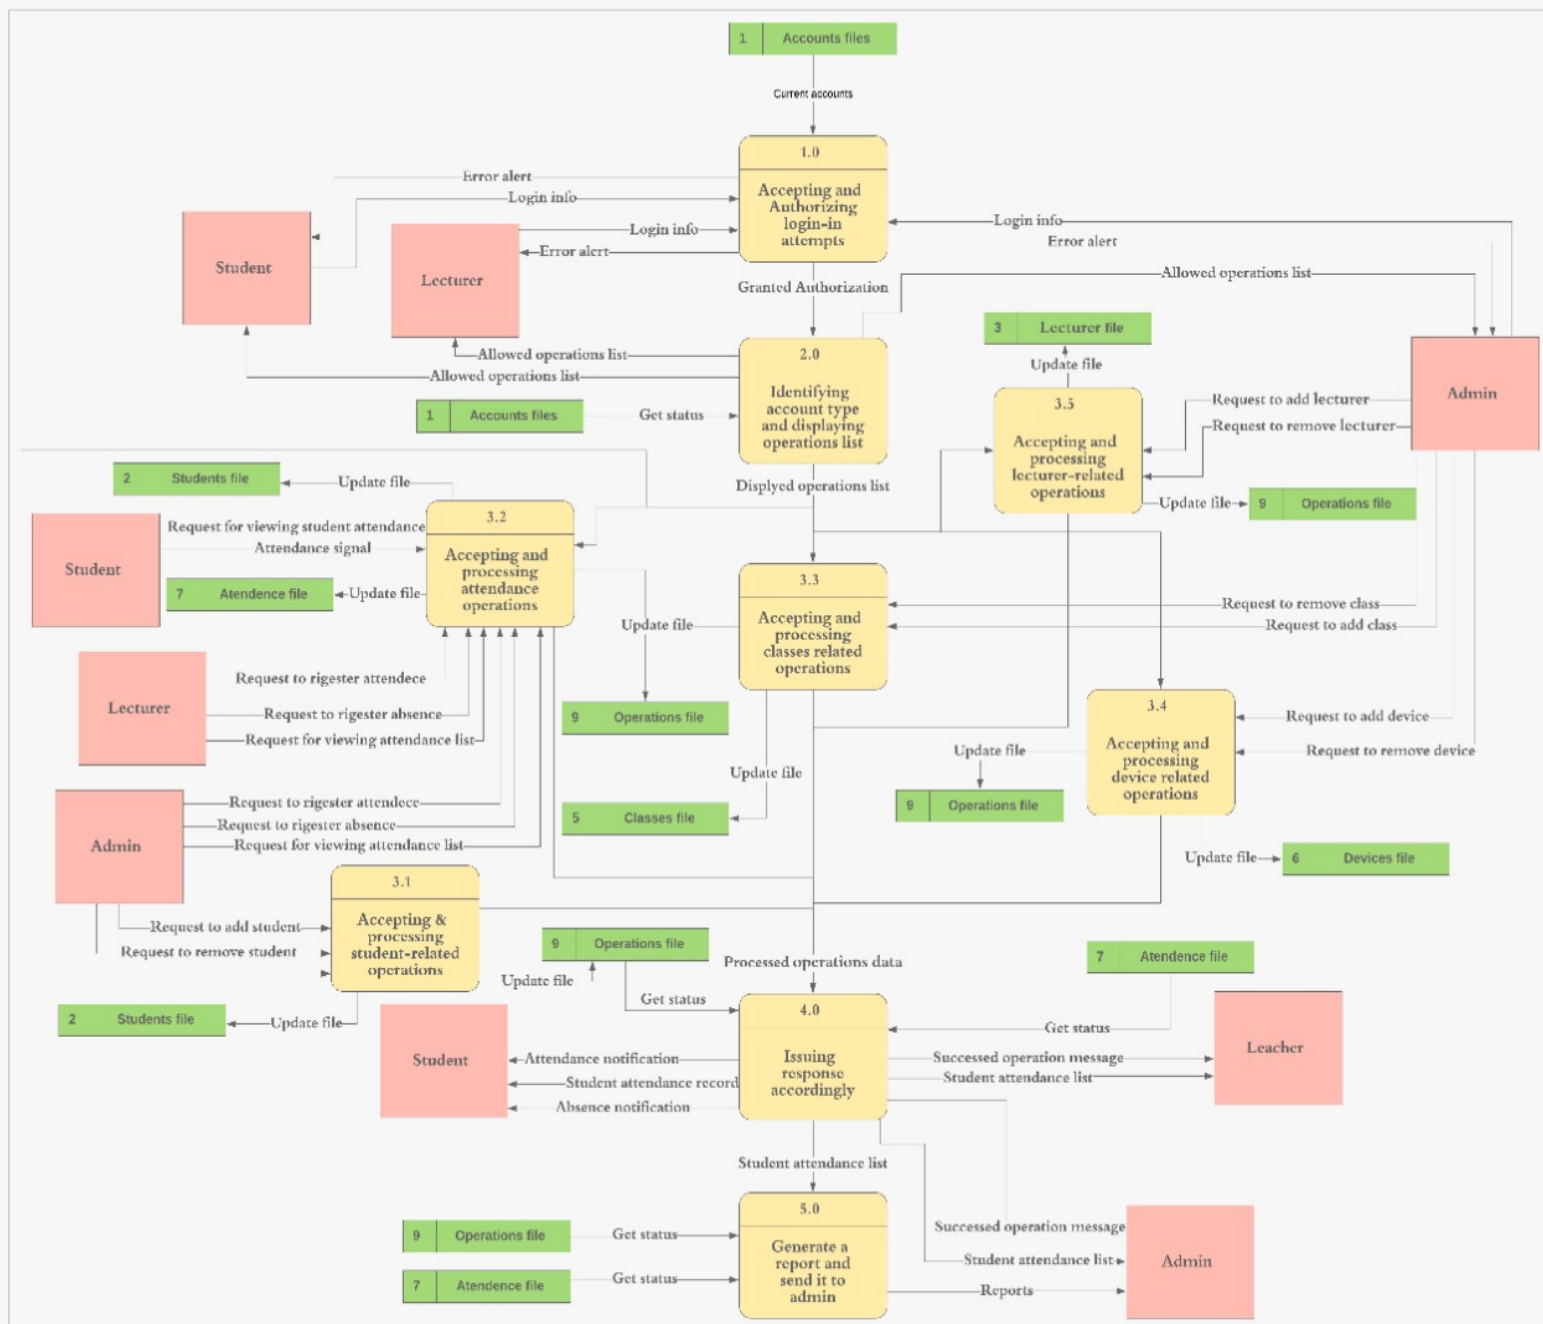 1 Accounts files
Current accounts
1.0
Accepting and
Authorizing
login-in
attempts
Error alert
Login info
Login info
Error alert
Login info
Error alert
Student
Lecturer
Granted Authorization
Allowed operations list
3 Lecturer file
Update file
2.0
Identifying
account type
and displaying
operations list
Allowed operations list
Allowed operations list
1 Accounts files
Get status
Admin
Request to add lecturer
Request to remove lecturer
3.5
Accepting and
processing
lecturer-related
operations
Update file
9 Operations file
Displyed operations list
2 Students file
Update file
3.2
Accepting and
processing
attendance
operations
Request for viewing student attendance
Attendance signal
Student
7 Atendence file
Update file
3.3
Accepting and
processing
classes related
operations
Update file
Request to remove class
Request to add class
Lecturer
Request to rigester attendece
Request to rigester absence
Request for viewing attendance list
9 Operations file
3.4
Accepting and
processing
device related
operations
Request to add device
Request to remove device
Update file
9 Operations file
Update file
5 Classes file
Admin
Request to rigester attendece
Request to rigester absence
Request for viewing attendance list
Update file
6 Devices file
3.1
Accepting &
processing
student-related
operations
Request to add student
Request to remove student
2 Students file
Update file
9 Operations file
Update file
Get status
Processed operations data
7 Atendence file
Get status
4.0
Issuing
response
accordingly
Student
Attendance notification
Student attendance record
Absence notification
Successed operation message
Student attendance list
Leacher
Student attendance list
5.0
Generate a
report and
send it to
admin
9 Operations file
Get status
7 Atendence file
Get status
Successed operation message
Student attendance list
Reports
Admin